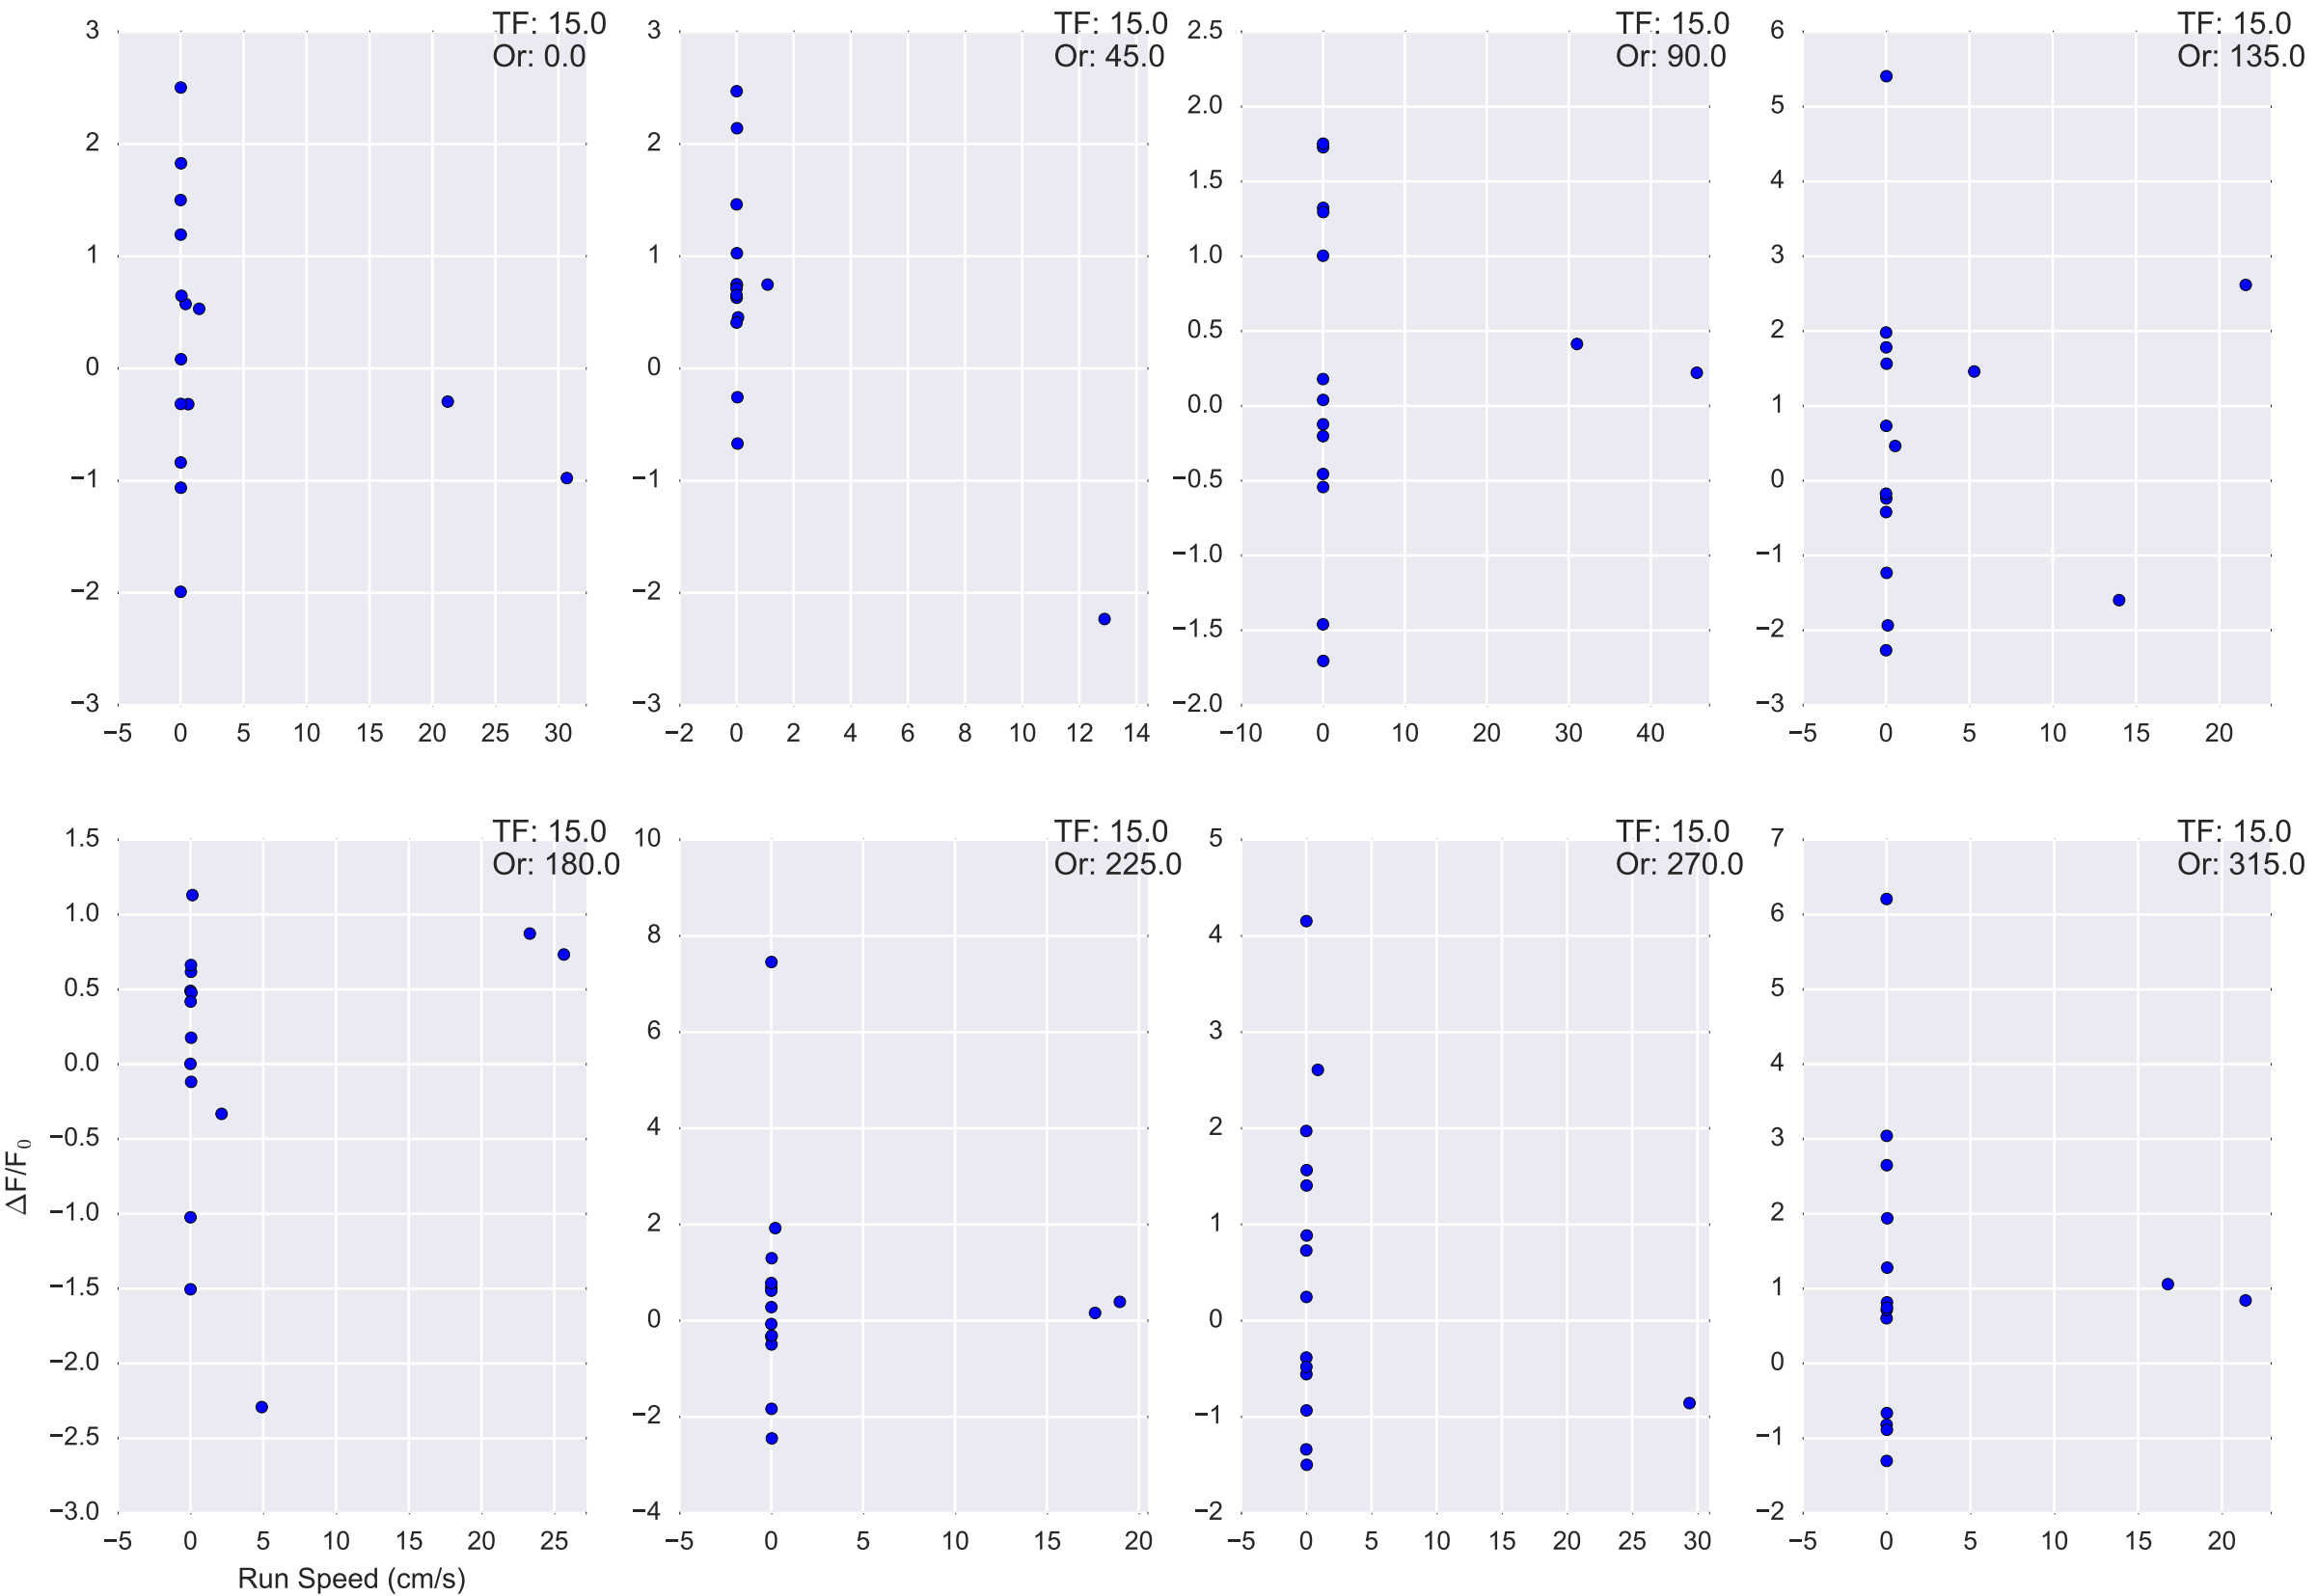 TF: 15.0
Or: 0.0
3
2
1
0
−1
−2
−3
−5 0 5 10 15 20 25 30
TF: 15.0
Or: 45.0
3
2
1
0
−1
−2
−3
−2 0 2 4 6 8 10 12 14
TF: 15.0
Or: 90.0
2.5
2.0
1.5
1.0
0.5
0.0
−0.5
−1.0
−1.5
−2.0
−10 0 10 20 30 40
TF: 15.0
Or: 135.0
6
5
4
3
2
1
0
−1
−2
−3
−5 0 5 10 15 20
TF: 15.0
Or: 180.0
1.5
1.0
0.5
0.0
−0.5
−1.0
−1.5
−2.0
−2.5
−3.0
−5 0 5 10 15 20 25
ΔF/F₀
Run Speed (cm/s)
TF: 15.0
Or: 225.0
10
8
6
4
2
0
−2
−4
−5 0 5 10 15 20
TF: 15.0
Or: 270.0
5
4
3
2
1
0
−1
−2
−5 0 5 10 15 20 25 30
TF: 15.0
Or: 315.0
7
6
5
4
3
2
1
0
−1
−2
−5 0 5 10 15 20